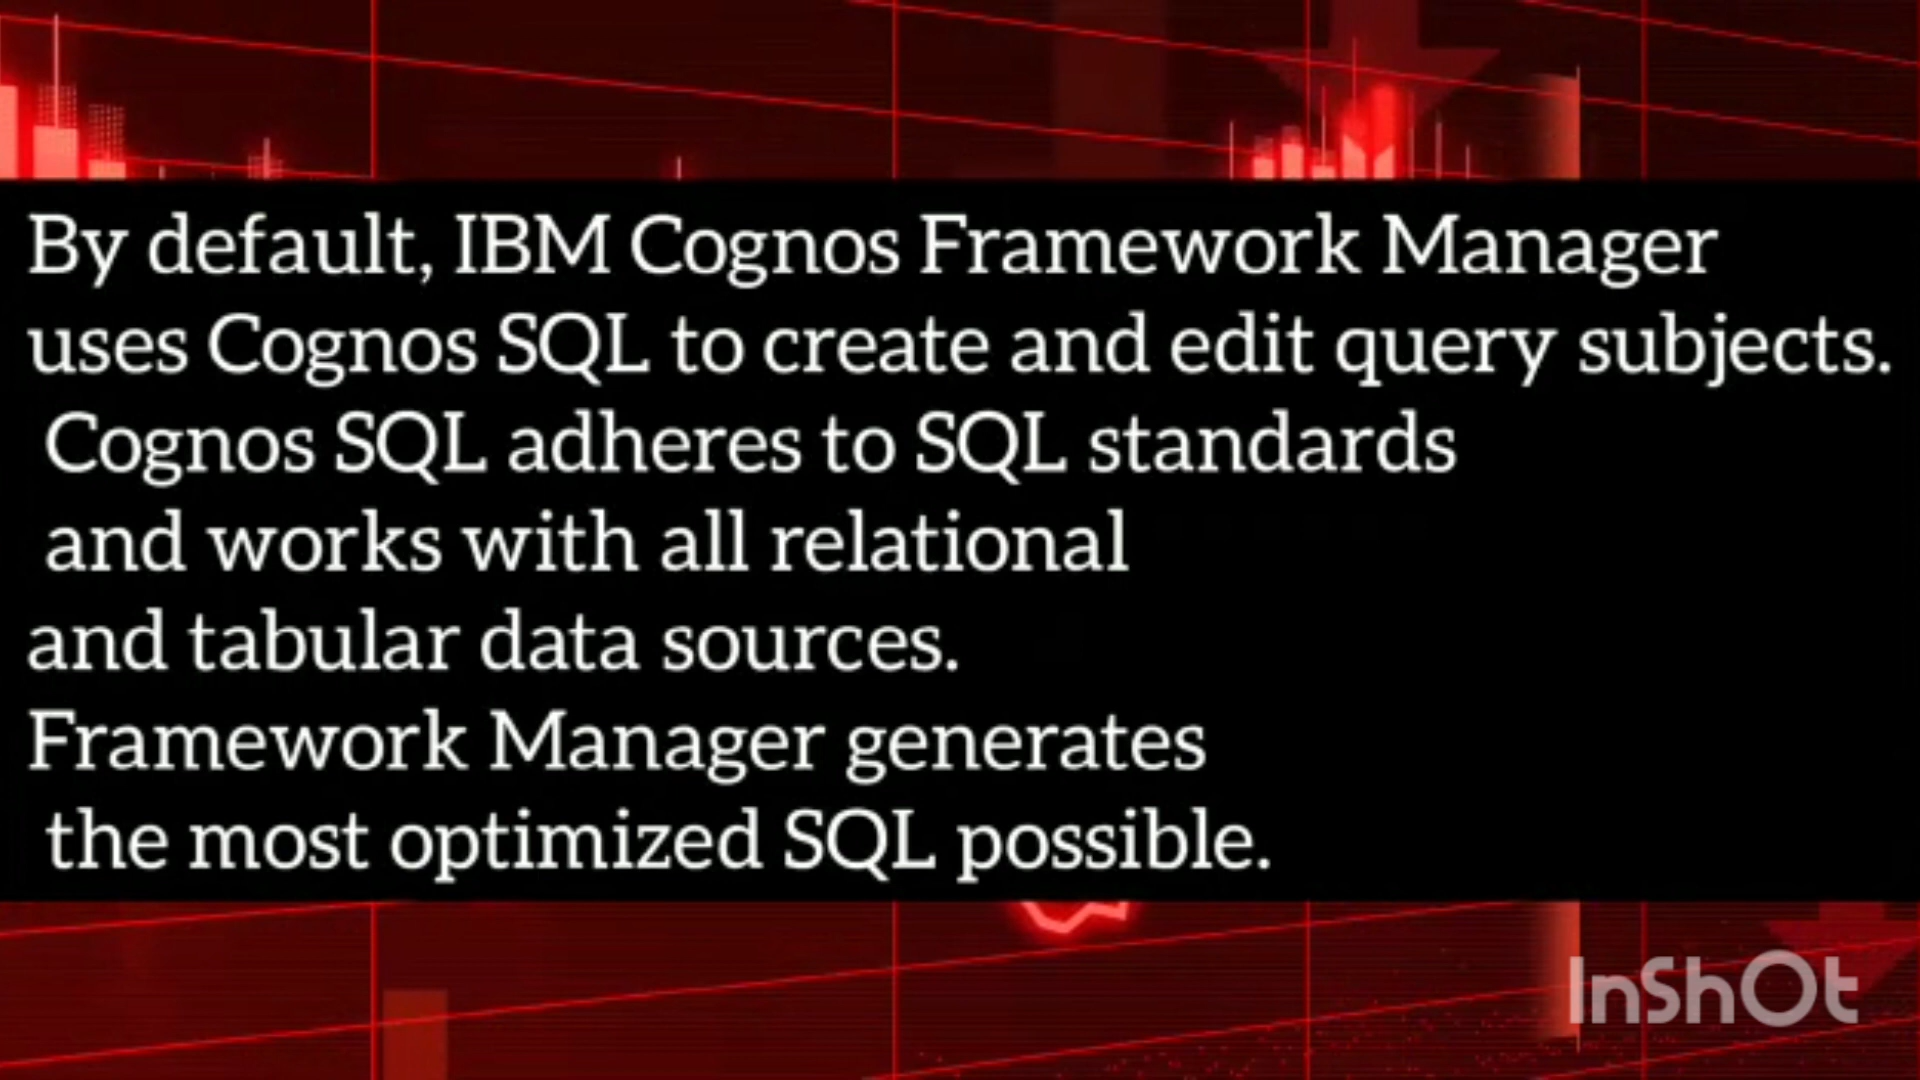 By default, IBM Cognos Framework Manager
uses Cognos SQL to create and edit query subjects.
Cognos SQL adheres to SQL standards
and works with all relational
and tabular data sources.
Framework Manager generates
the most optimized SQL possible.
InShOt